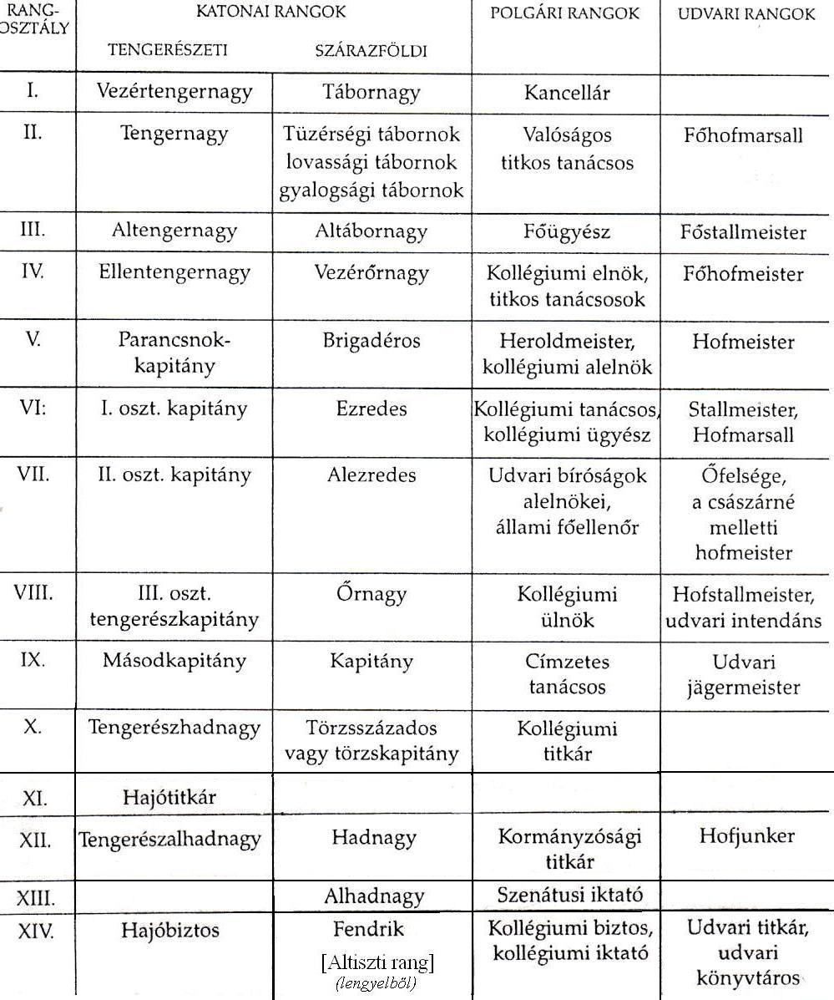 RANG-
OSZTÁLY
KATONAI RANGOK
POLGÁRI RANGOK
UDVARI RANGOK
TENGERÉSZETI
SZÁRAZFÖLDI
I.
Vezértengernagy
Tábornagy
Kancellár
II.
Tengernagy
Tüzérségi tábornok
lovassági tábornok
gyalogsági tábornok
Valóságos
titkos tanácsos
Főhofmarsall
III.
Altengernagy
Altábornagy
Főügyész
Főstallmeister
IV.
Ellentengernagy
Vezérőrnagy
Kollégiumi elnök,
titkos tanácsosok
Főhofmeister
V.
Parancsnok-
kapitány
Brigadéros
Heroldmeister,
kollégiumi alelnök
Hofmeister
VI:
I. oszt. kapitány
Ezredes
Kollégiumi tanácsos,
kollégiumi ügyész
Stallmeister,
Hofmarsall
VII.
II. oszt. kapitány
Alezredes
Udvari bíróságok
alelnökei,
állami főellenőr
Őfelsége,
a császárné
melletti
hofmeister
VIII.
III. oszt.
tengerészkapitány
Őrnagy
Kollégiumi
ülnök
Hofstallmeister,
udvari intendáns
IX.
Másodkapitány
Kapitány
Címzetes
tanácsos
Udvari
jägermeister
X.
Tengerészhadnagy
Törzsszázados
vagy törzskapitány
Kollégiumi
titkár
XI.
Hajótitkár
XII.
Tengerészalhadnagy
Hadnagy
Kormányzósági
titkár
Hofjunker
XIII.
Alhadnagy
Szenátusi iktató
XIV.
Hajóbiztos
Fendrik
[Altiszti rang]
(lengyelből)
Kollégiumi biztos,
kollégiumi iktató
Udvari titkár,
udvari
könyvtáros